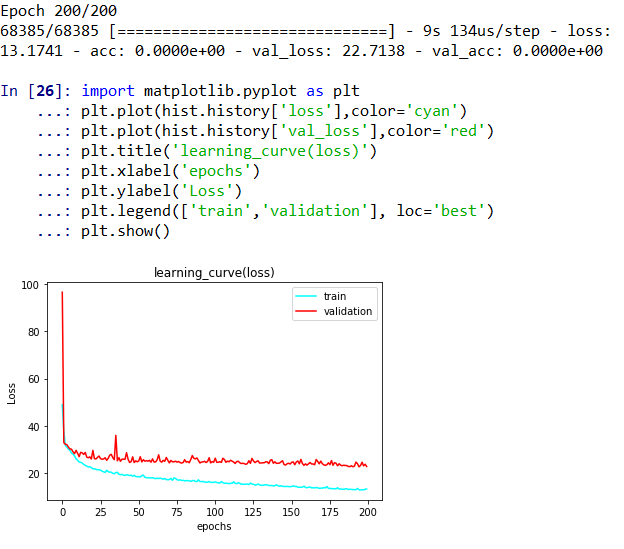 Epoch 200/200
68385/68385 [==============================] - 9s 134us/step - loss:
13.1741 - acc: 0.0000e+00 - val_loss: 22.7138 - val_acc: 0.0000e+00
In [26]: import matplotlib.pyplot as plt
...: plt.plot(hist.history['loss'],color='cyan')
...: plt.plot(hist.history['val_loss'],color='red')
...: plt.title('learning_curve(loss)')
...: plt.xlabel('epochs')
...: plt.ylabel('Loss')
...: plt.legend(['train','validation'], loc='best')
...: plt.show()
learning_curve(loss)
train
validation
100
80
60
40
20
Loss
0 25 50 75 100 125 150 175 200
epochs